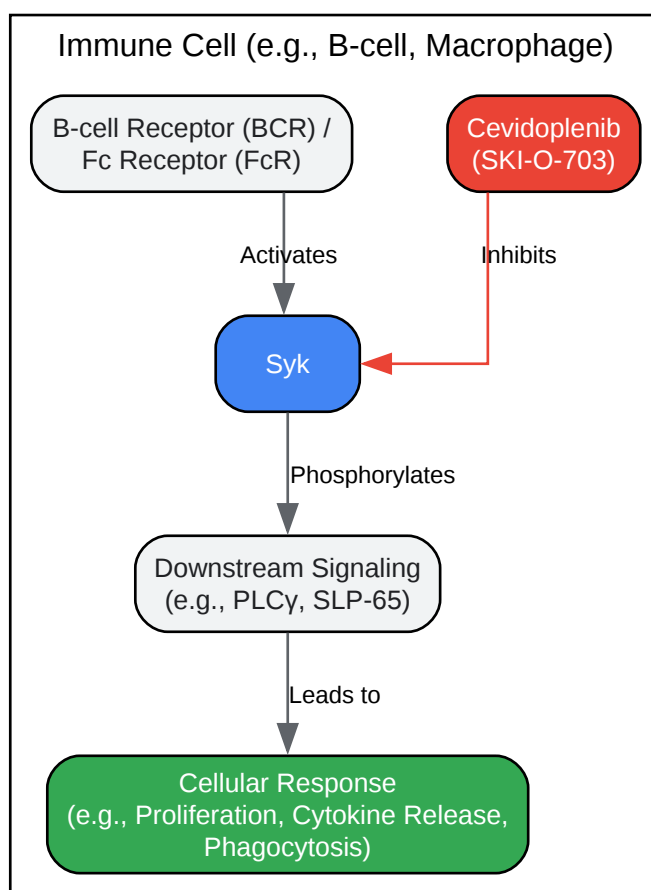 Immune Cell (e.g., B-cell, Macrophage)
B-cell Receptor (BCR) /
Fc Receptor (FcR)
Cevidoplenib
(SKI-O-703)
Activates
Inhibits
Syk
Phosphorylates
Downstream Signaling
(e.g., PLCγ, SLP-65)
Leads to
Cellular Response
(e.g., Proliferation, Cytokine Release,
Phagocytosis)